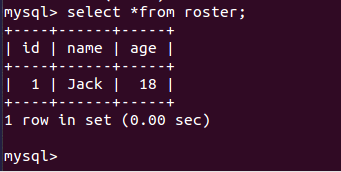 mysql> select *from roster;
+----+------+-----+
| id | name | age |
+----+------+-----+
|  1 | Jack |  18 |
+----+------+-----+
1 row in set (0.00 sec)
mysql>